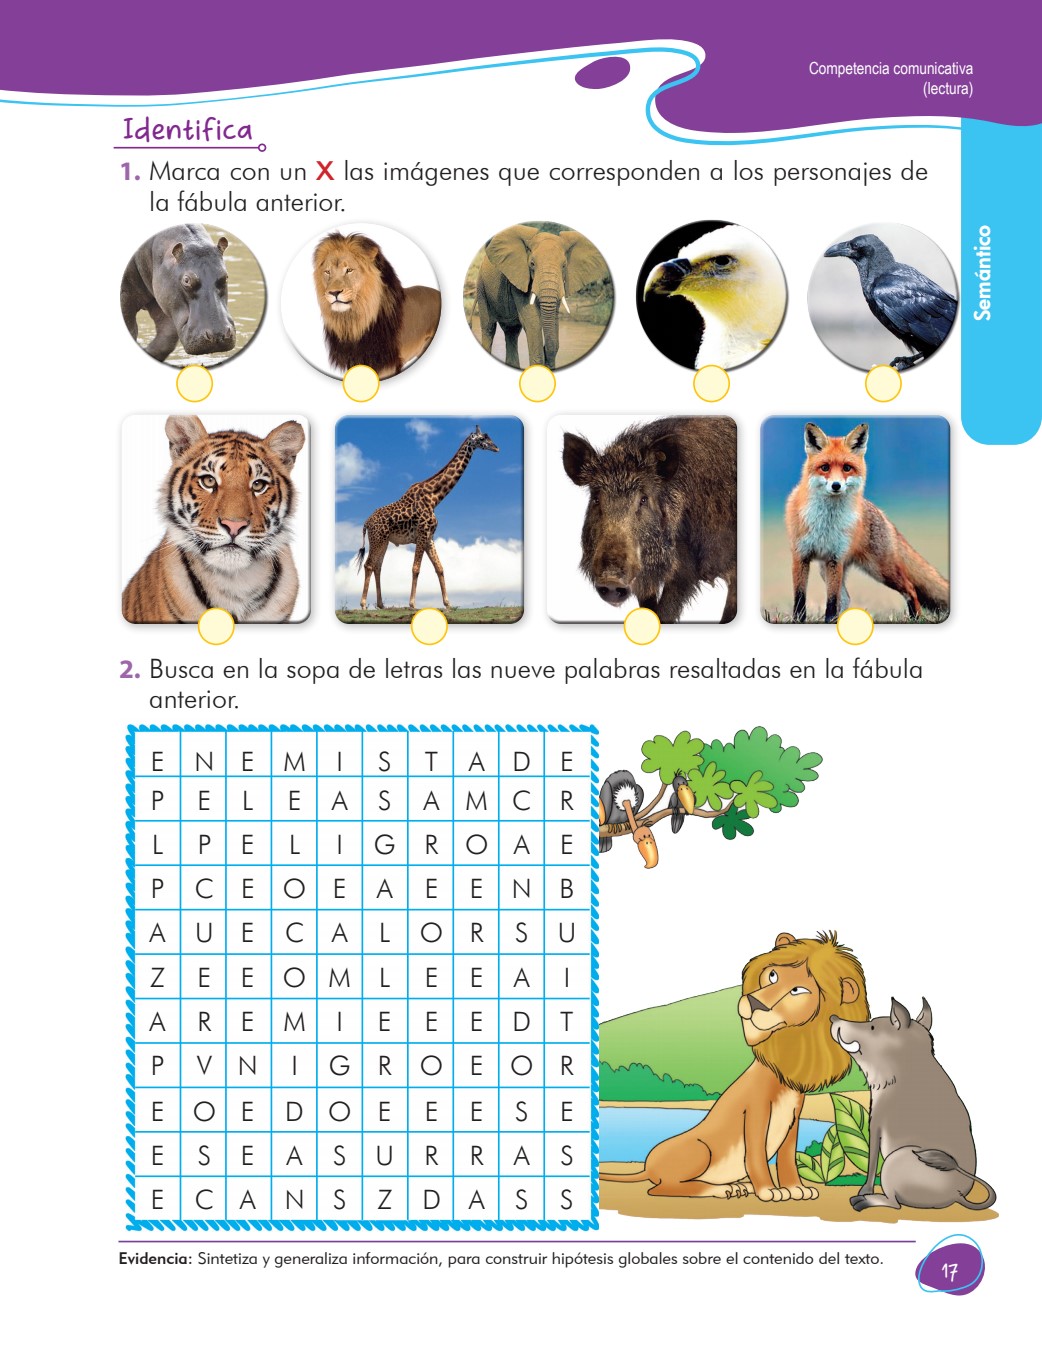 Competencia comunicativa
(lectura)
Identifica
1. Marca con un X las imágenes que corresponden a los personajes de
la fábula anterior.
Semántico
2. Busca en la sopa de letras las nueve palabras resaltadas en la fábula
anterior.
E N E M I S T A D E
P E L E A S A M C R
L P E L I G R O A E
P C E O E A E E N B
A U E C A L O R S U
Z E E O M L E E A I
A R E M I E E E D T
P V N I G R O E O R
E O E D O E E E S E
E S E A S U R R A S
E C A N S Z D A S S
Evidencia: Sintetiza y generaliza información, para construir hipótesis globales sobre el contenido del texto.
17